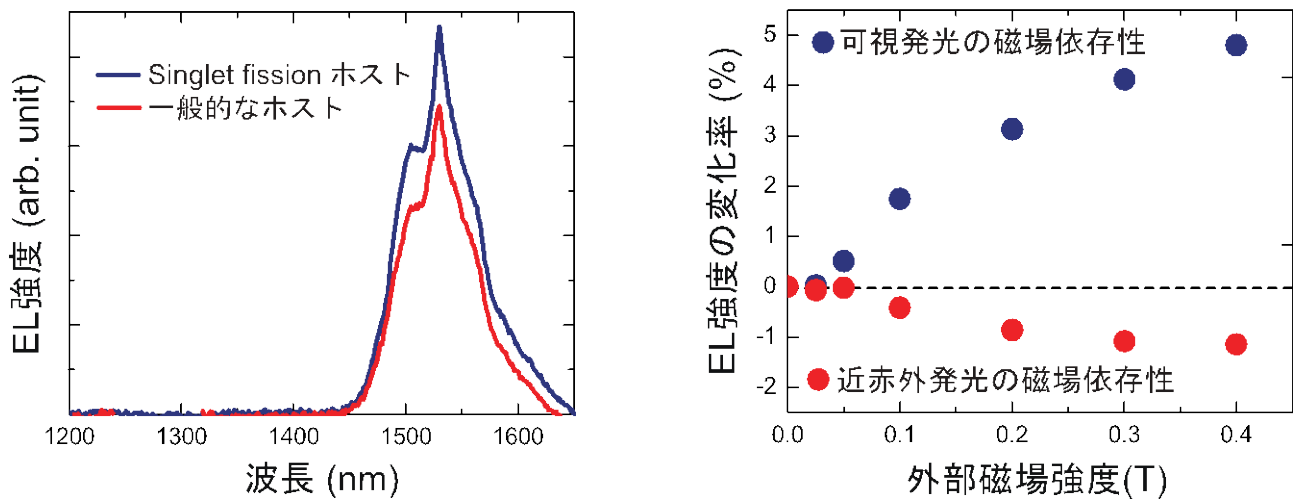 EL強度 (arb. unit)
Singlet fission ホスト
一般的なホスト
1200 1300 1400 1500 1600
波長 (nm)
EL強度の変化率 (%)
5
4
3
2
1
0
-1
-2
可視発光の磁場依存性
近赤外発光の磁場依存性
0.0 0.1 0.2 0.3 0.4
外部磁場強度(T)